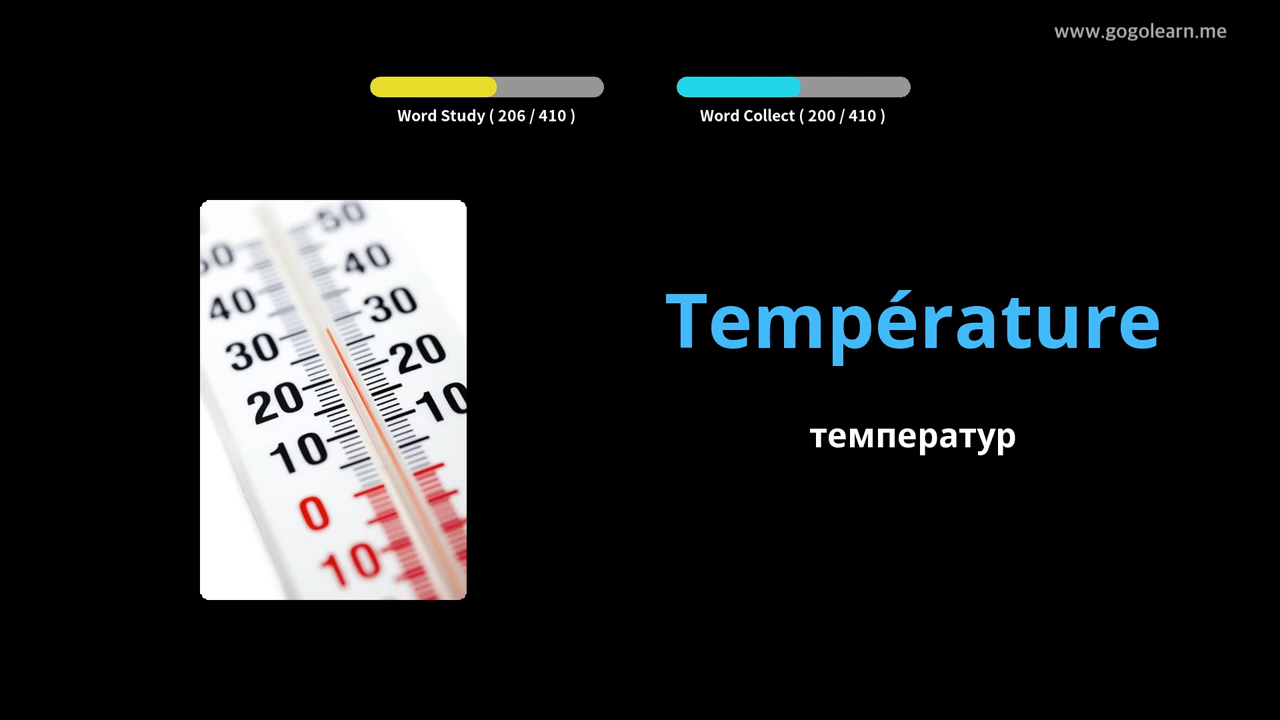 www.gogolearn.me
Word Study ( 206 / 410 )
Word Collect ( 200 / 410 )
50
40
40
30
30
20
20
10
10
0
10
Température
температур